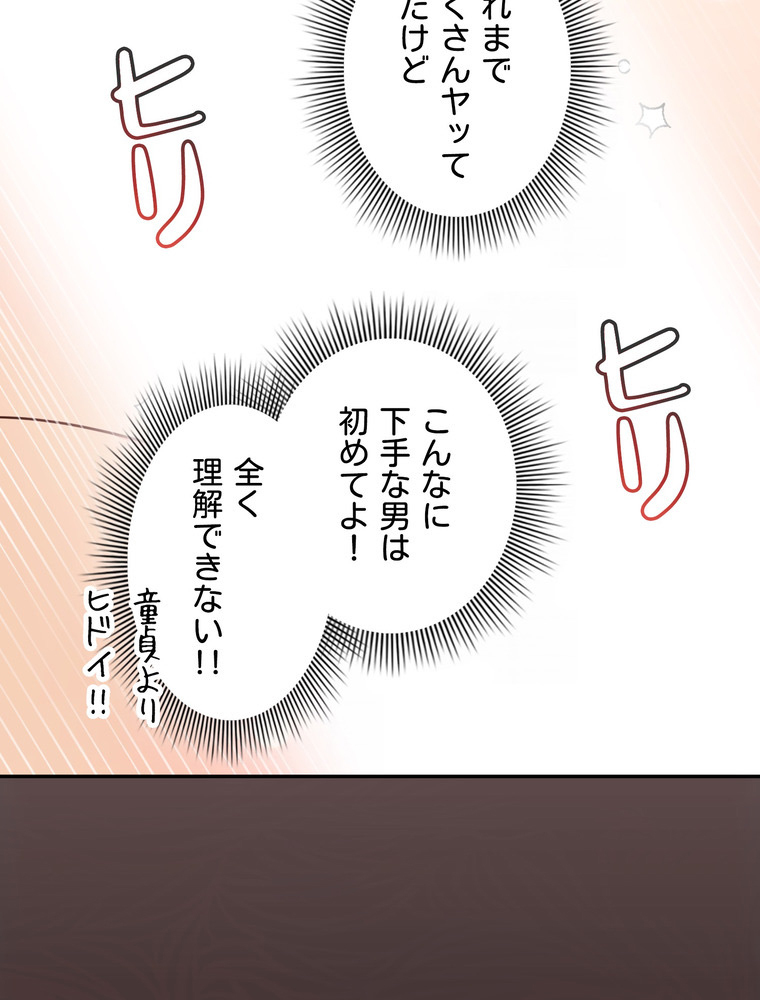 れまで
くさんヤッて
たけど
ヒリ
こんなに
下手な男は
初めてよ!
ヒリ
全く
理解できない!!
童貞より
ヒドイ!!